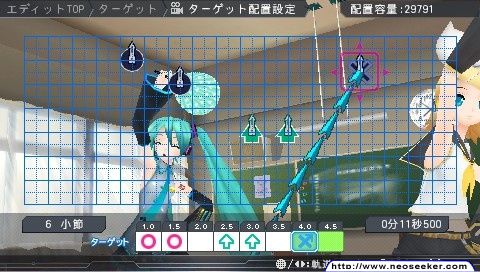 エディットTOP／ターゲット／ターゲット配置設定 配置容量:29791
6 小節 1.0 1.5 2.0 2.5 3.0 3.5 4.0 4.5 0分11秒500
ターゲット
:軌道
http://www.neoseeker.com/